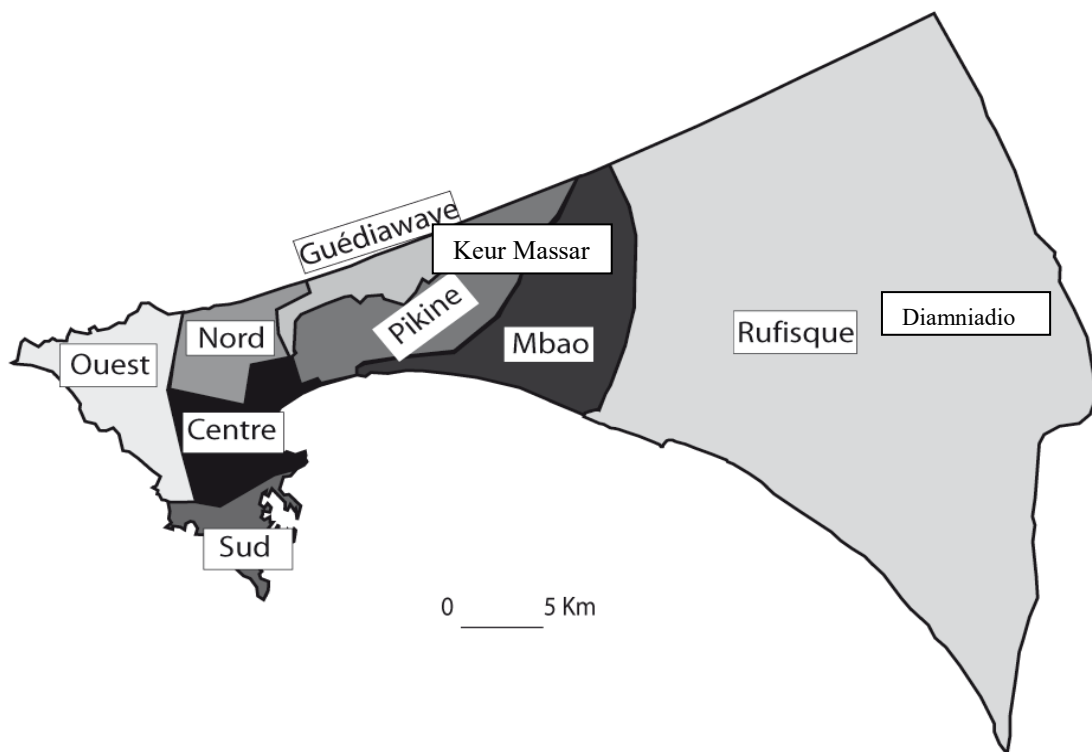 Guédiawaye
Keur Massar
Nord
Pikine
Diamniadio
Ouest
Mbao
Rufisque
Centre
Sud
0 5 Km